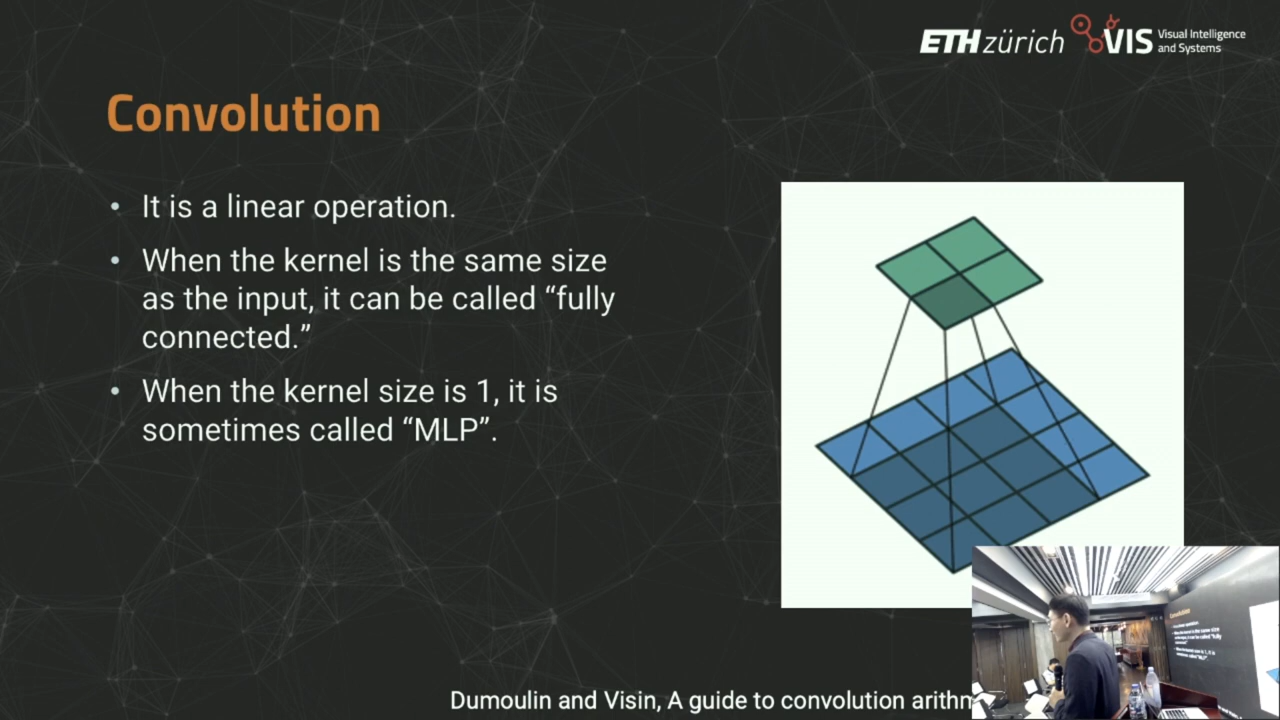 ETH zürich VIS Visual Intelligence
and Systems
Convolution
• It is a linear operation.
• When the kernel is the same size
as the input, it can be called “fully
connected.”
• When the kernel size is 1, it is
sometimes called “MLP”.
Dumoulin and Visin, A guide to convolution